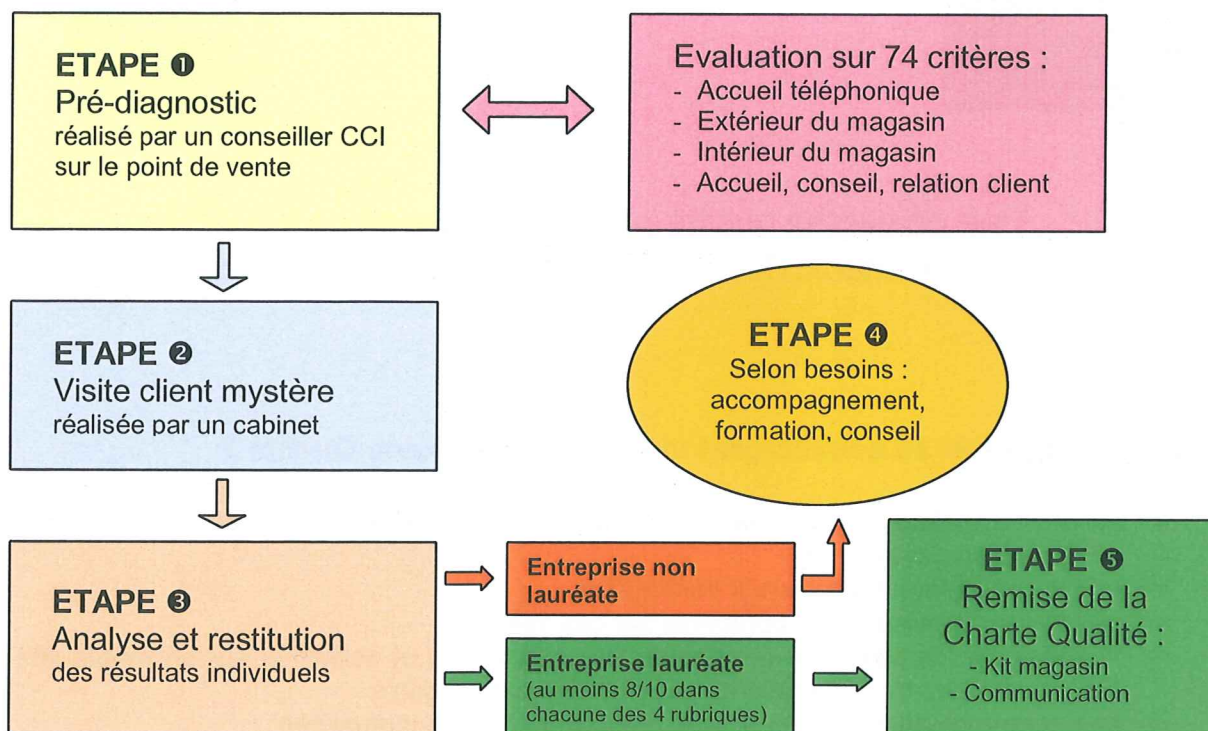 ETAPE ❶
Pré-diagnostic
réalisé par un conseiller CCI
sur le point de vente
Evaluation sur 74 critères :
- Accueil téléphonique
- Extérieur du magasin
- Intérieur du magasin
- Accueil, conseil, relation client
ETAPE ❷
Visite client mystère
réalisée par un cabinet
ETAPE ❹
Selon besoins :
accompagnement,
formation, conseil
ETAPE ❸
Analyse et restitution
des résultats individuels
Entreprise non
lauréate
Entreprise lauréate
(au moins 8/10 dans
chacune des 4 rubriques)
ETAPE ❺
Remise de la
Charte Qualité :
- Kit magasin
- Communication